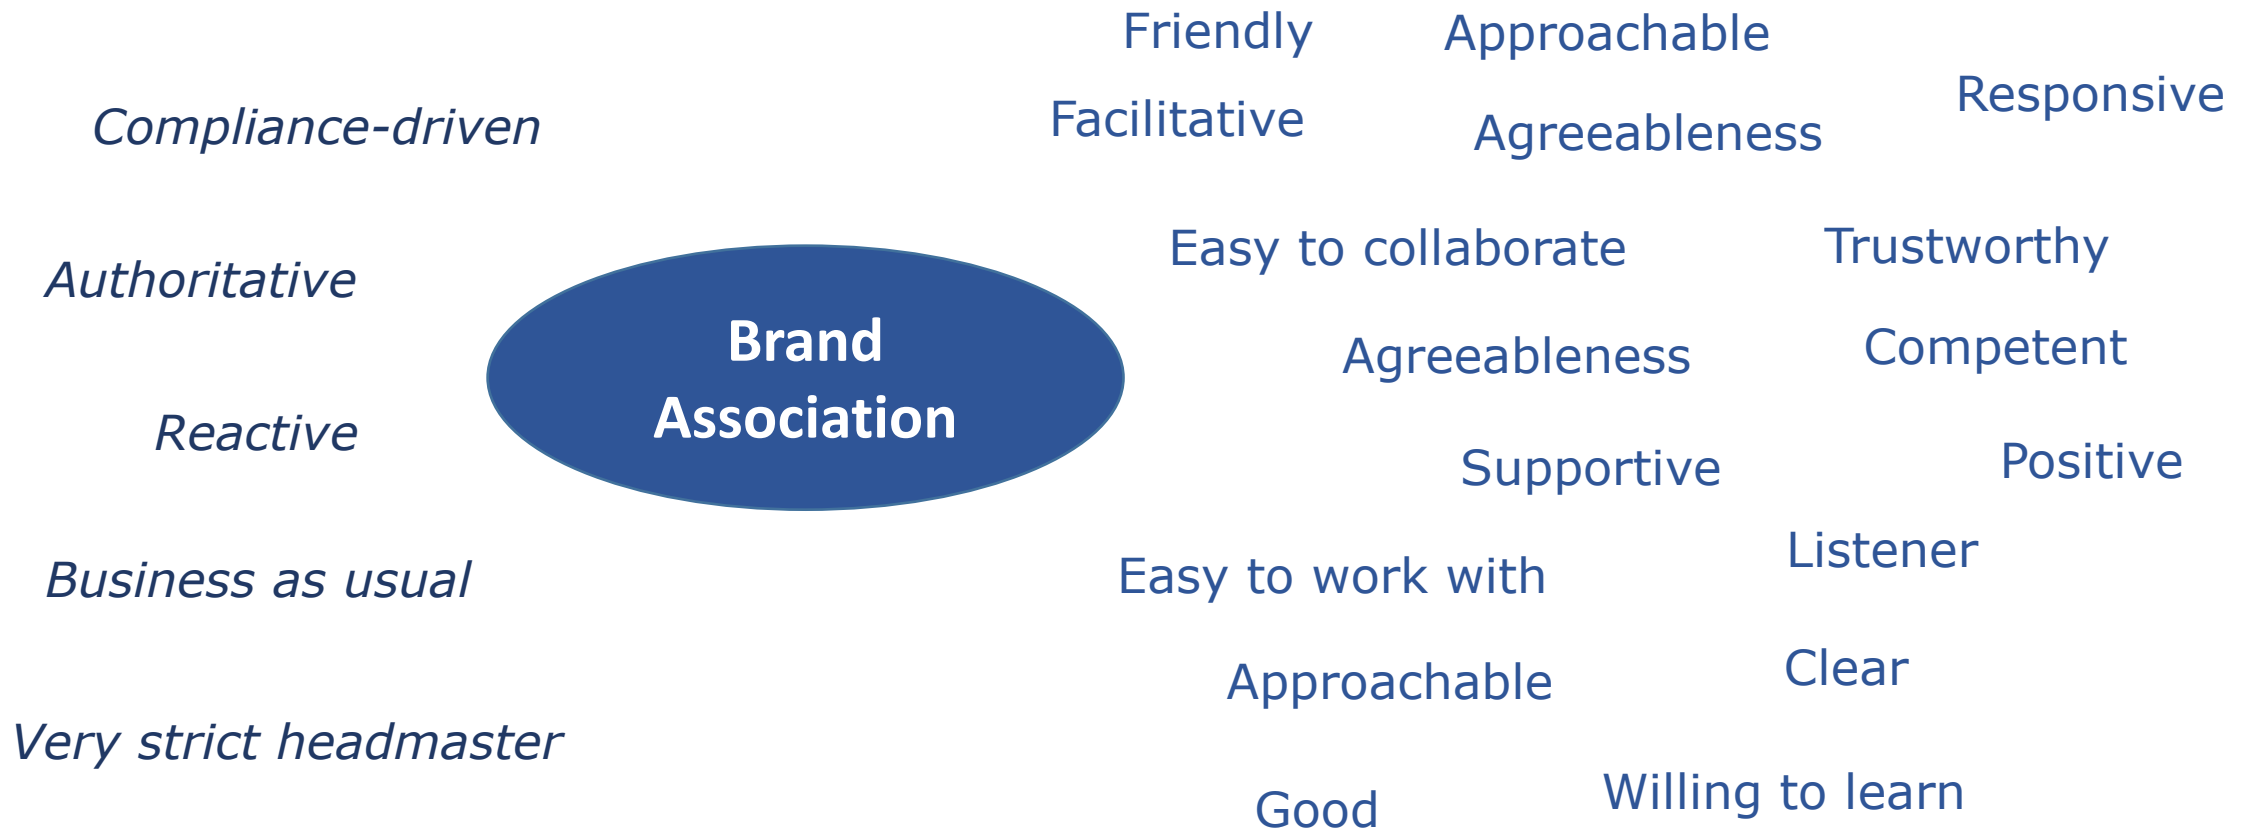 Friendly
Approachable
Responsive
Compliance-driven
Facilitative
Agreeableness
Easy to collaborate
Trustworthy
Authoritative
Brand
Association
Agreeableness
Competent
Reactive
Supportive
Positive
Business as usual
Easy to work with
Listener
Approachable
Clear
Very strict headmaster
Good
Willing to learn